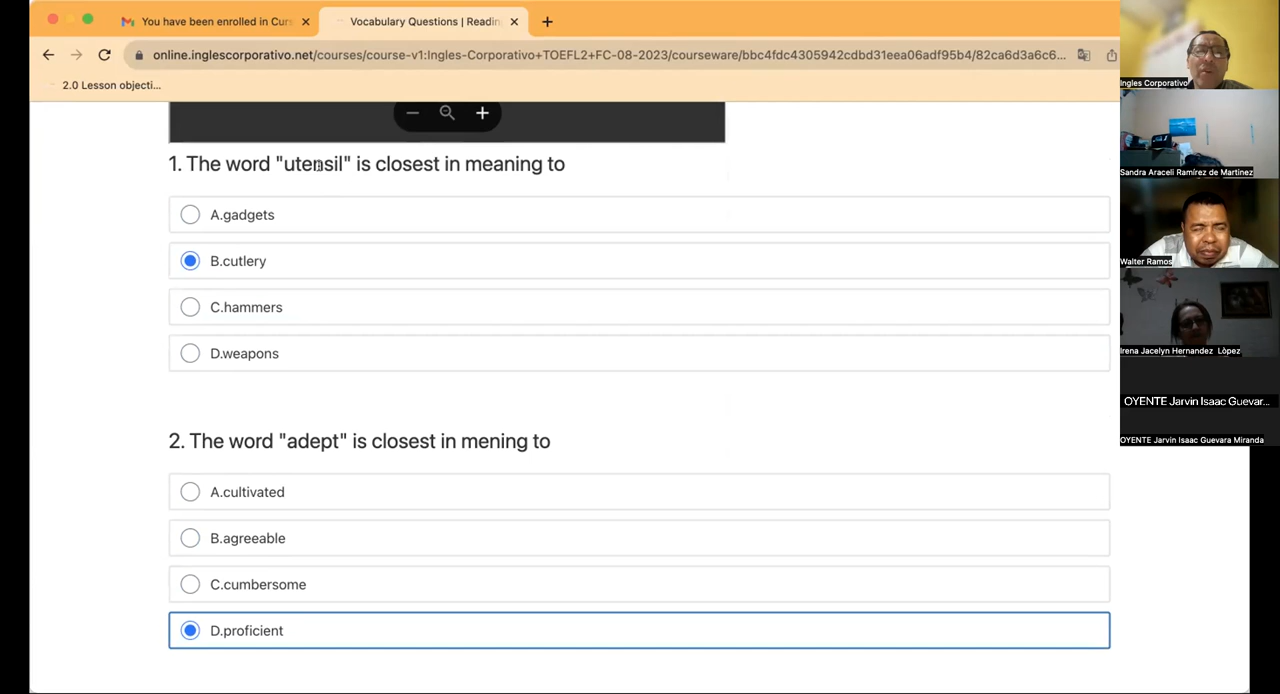 You have been enrolled in Curs
Vocabulary Questions | Readin
online.inglescorporativo.net/courses/course-v1:Ingles-Corporativo+TOEFL2+FC-08-2023/courseware/bbc4fdc4305942cdbd31eea06adf95b4/82ca6d3a6c6...
2.0 Lesson objecti...
1. The word "utensil" is closest in meaning to
A.gadgets
B.cutlery
C.hammers
D.weapons
2. The word "adept" is closest in mening to
A.cultivated
B.agreeable
C.cumbersome
D.proficient
Ingles Corporativo
Sandra Araceli Ramírez de Martinez
Walter Ramos
Irena Jacelyn Hernandez Lòpez
OYENTE Jarvin Isaac Guevar...
OYENTE Jarvin Isaac Guevara Miranda